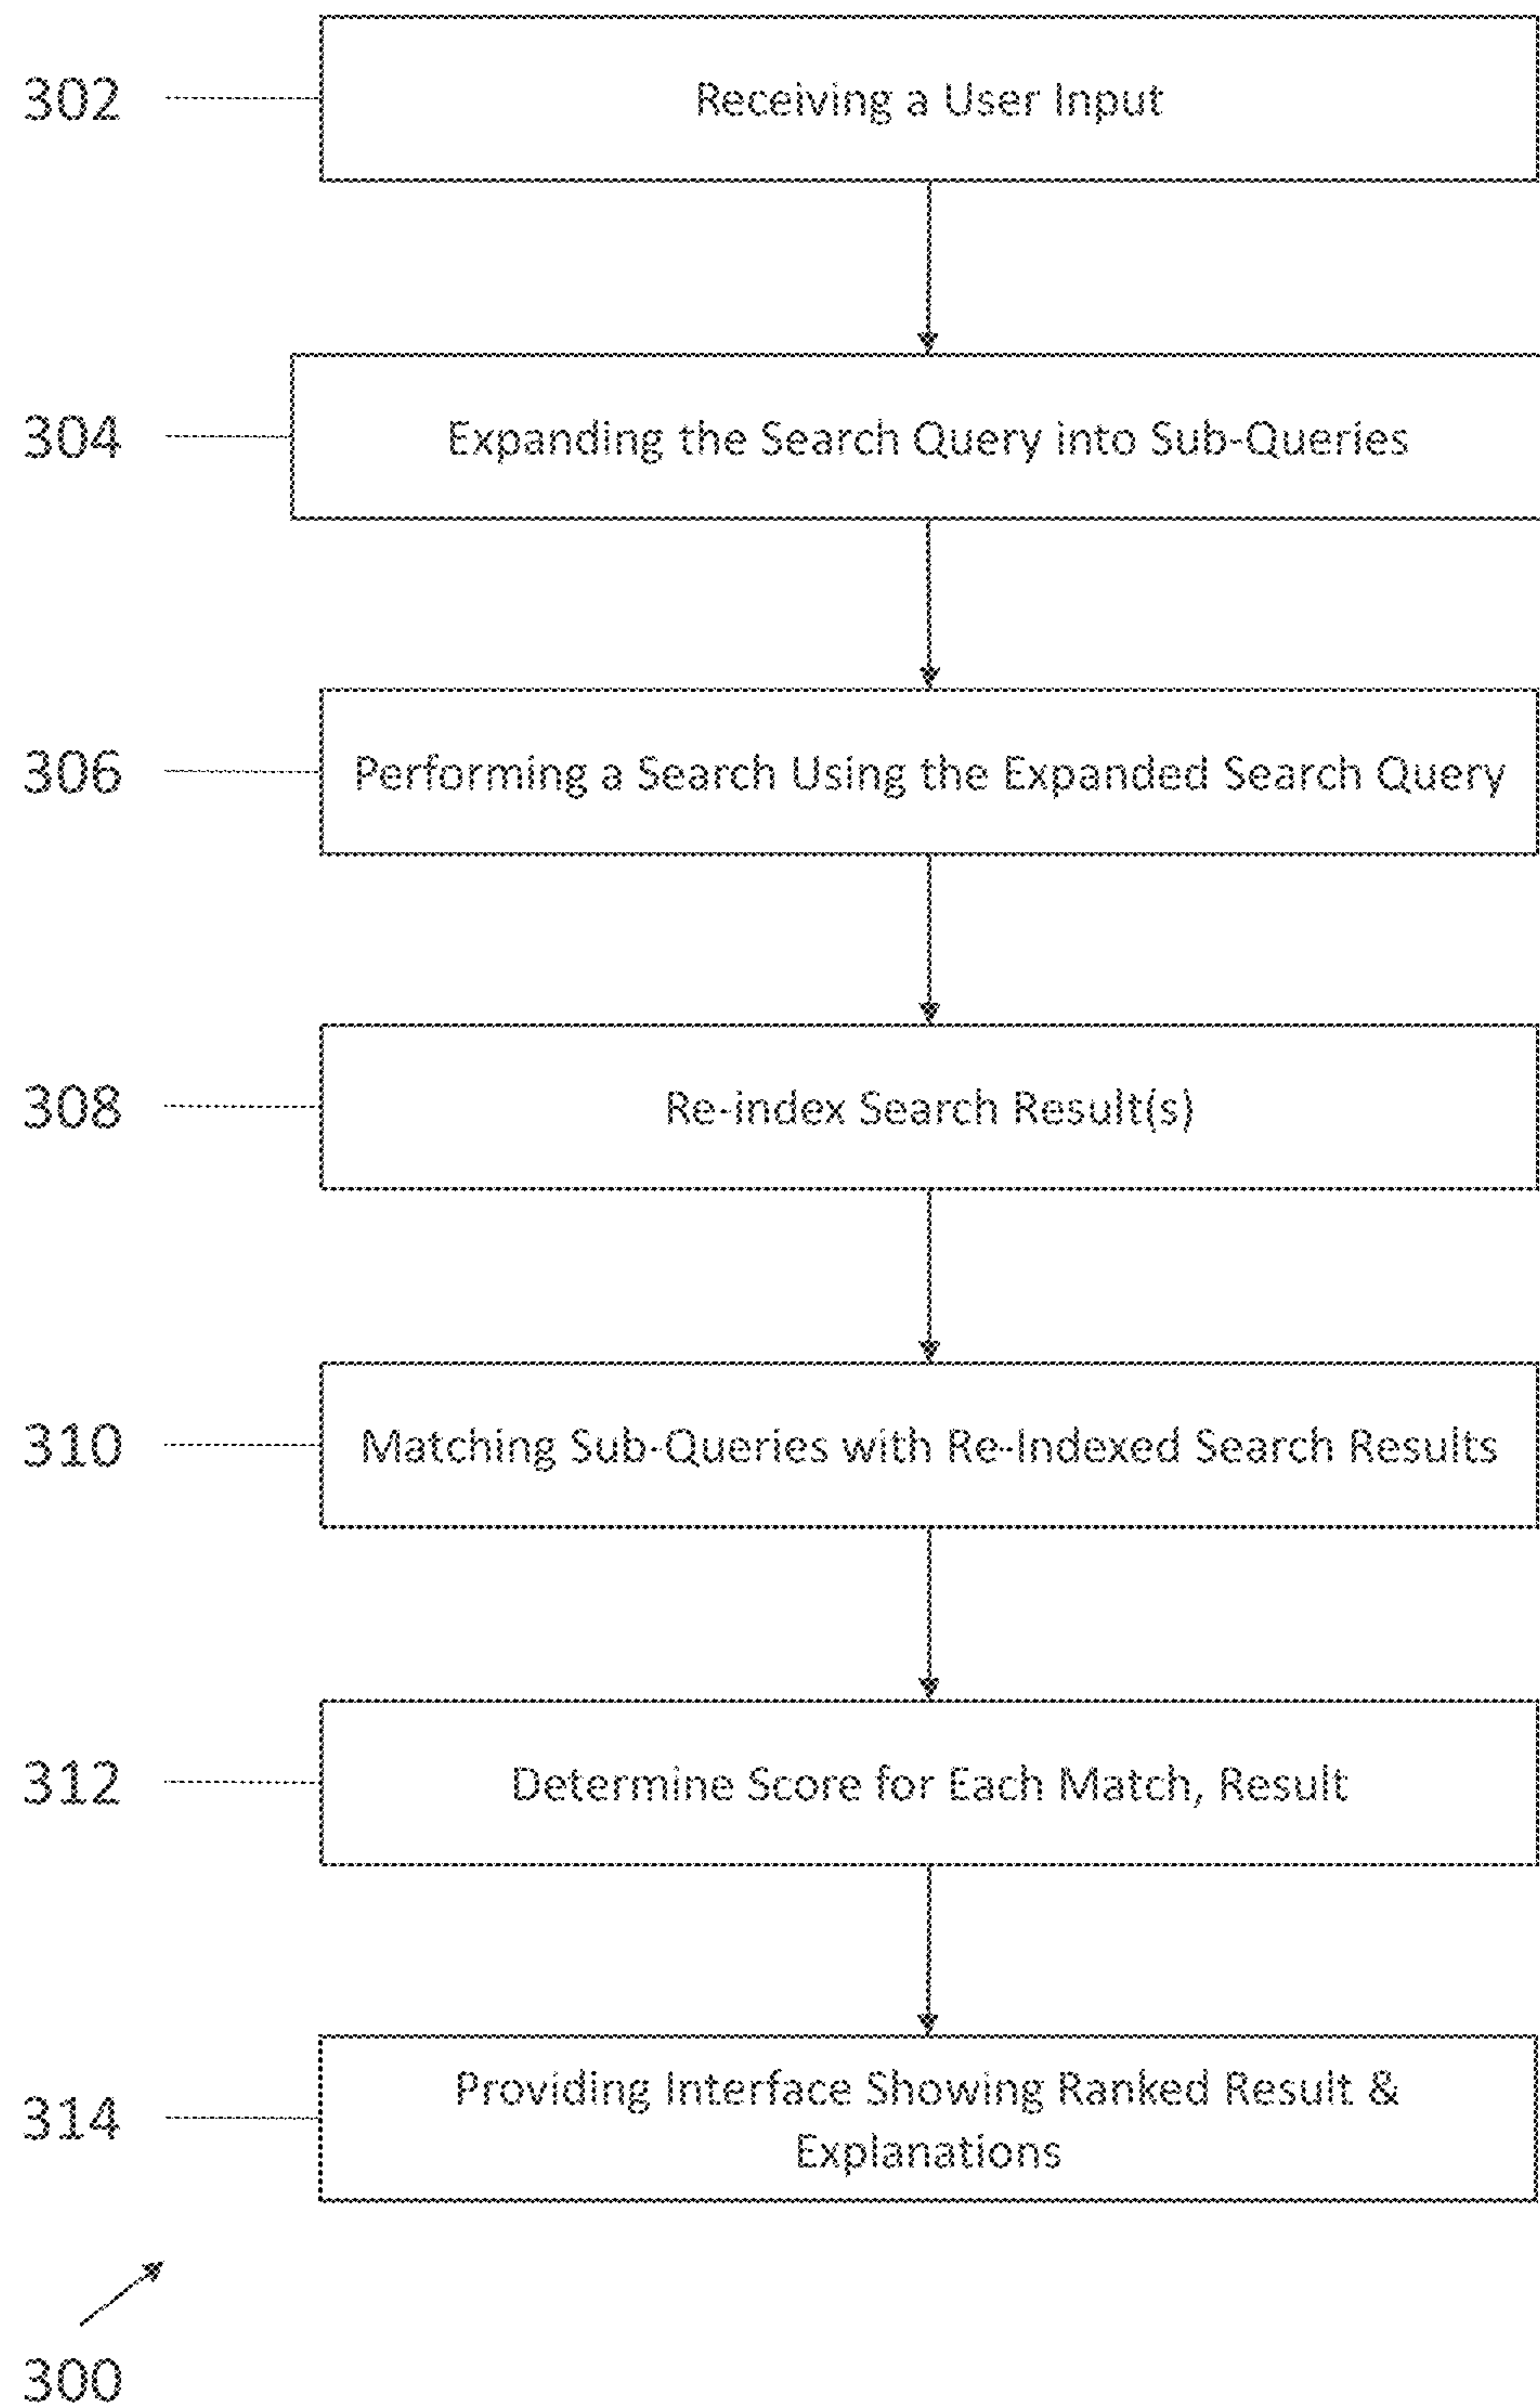 302
Receiving a User Input
304
Expanding the Search Query into Sub-Queries
306
Performing a Search Using the Expanded Search Query
308
Re-index Search Result(s)
310
Matching Sub-Queries with Re-Indexed Search Results
312
Determine Score for Each Match, Result
314
Providing Interface Showing Ranked Result &
Explanations
300